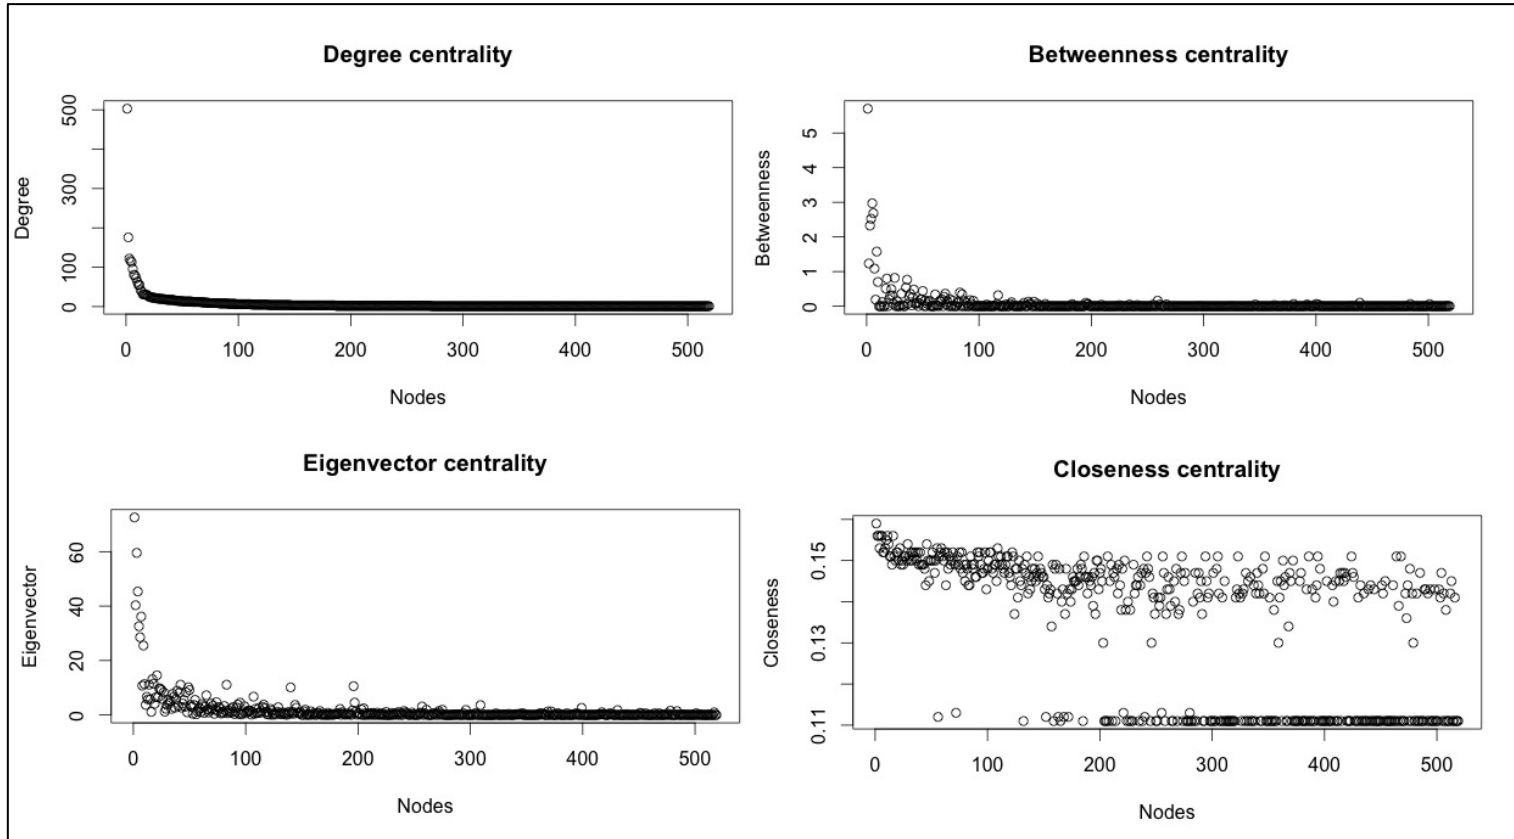 Degree centrality
Degree
0 100 300 500
0 100 200 300 400 500
Nodes
Betweenness centrality
Betweenness
0 1 2 3 4 5
0 100 200 300 400 500
Nodes
Eigenvector centrality
Eigenvector
0 20 40 60
0 100 200 300 400 500
Nodes
Closeness centrality
Closeness
0.11 0.13 0.15
0 100 200 300 400 500
Nodes